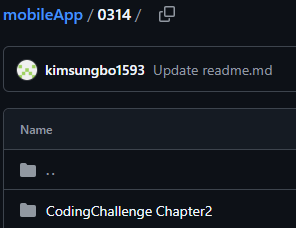 mobileApp / 0314 /
kimsungbo1593 Update readme.md
Name
..
CodingChallenge Chapter2